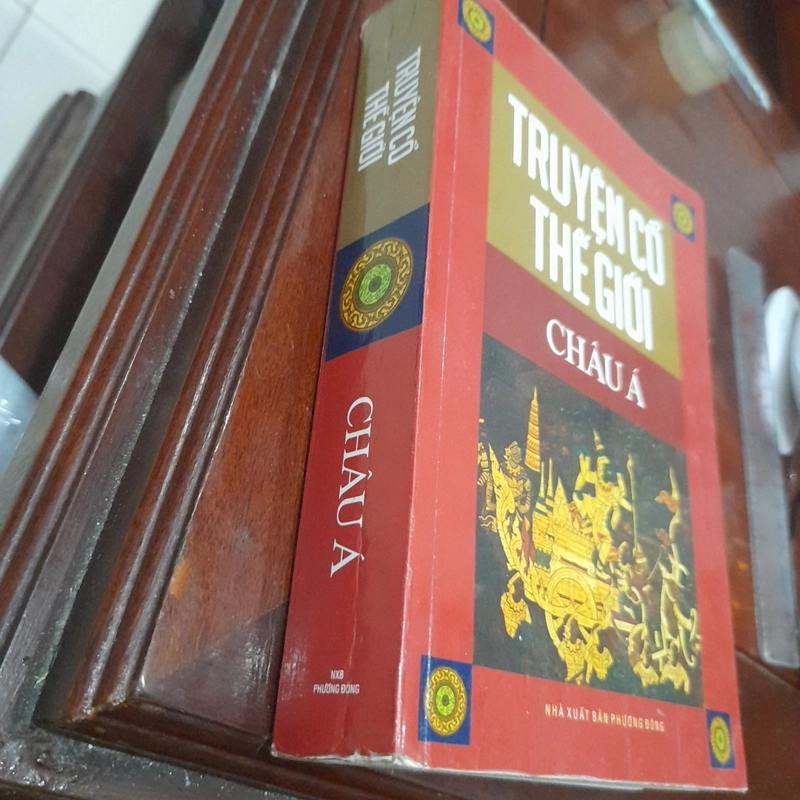 TRUYỆN CỔ
THẾ GIỚI
CHÂU Á
NXB
PHƯƠNG ĐÔNG
TRUYỆN CỔ
THẾ GIỚI
CHÂU Á
NHÀ XUẤT BẢN PHƯƠNG ĐÔNG